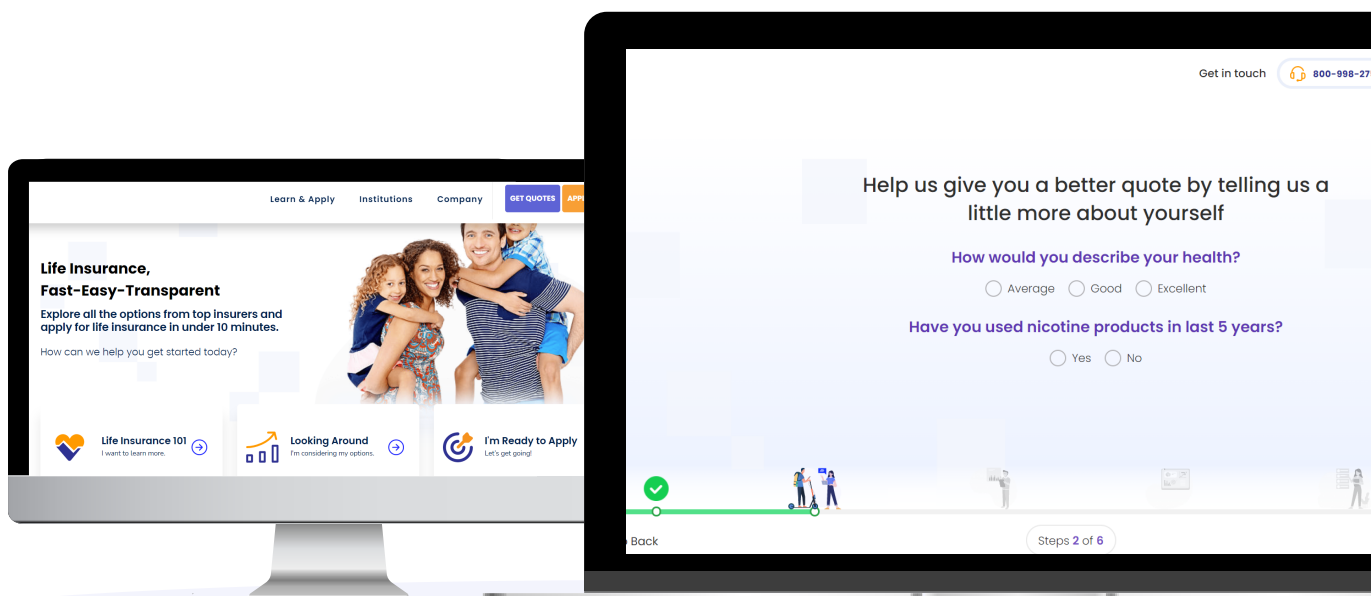 Learn & Apply
Institutions
Company
GET QUOTES
Life Insurance,
Fast-Easy-Transparent
Explore all the options from top insurers and
apply for life insurance in under 10 minutes.
How can we help you get started today?
Life Insurance 101
I want to learn more.
Looking Around
I'm considering my options.
I'm Ready to Apply
Let's get going!
Get in touch
800-998-27
Help us give you a better quote by telling us a
little more about yourself
How would you describe your health?
Average Good Excellent
Have you used nicotine products in last 5 years?
Yes No
Back
Steps 2 of 6